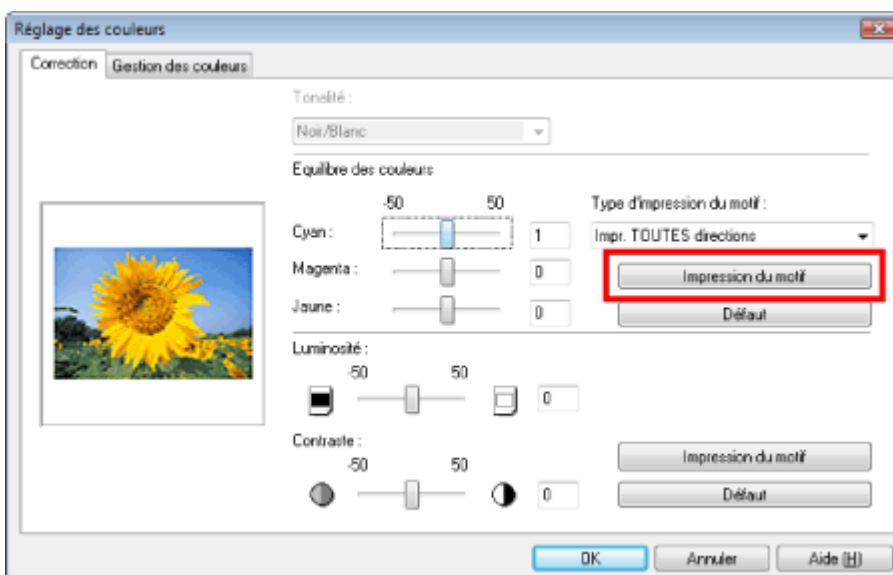 Réglage des couleurs
Correction
Gestion des couleurs
Tonalité :
Noir/Blanc
Equilibre des couleurs
-50 50
Type d'impression du motif :
Cyan : 1
Impr. TOUTES directions
Magenta : 0
Impression du motif
Jaune : 0
Défaut
Luminosité :
-50 50
0
Contraste :
-50 50
Impression du motif
0
Défaut
OK Annuler Aide (H)